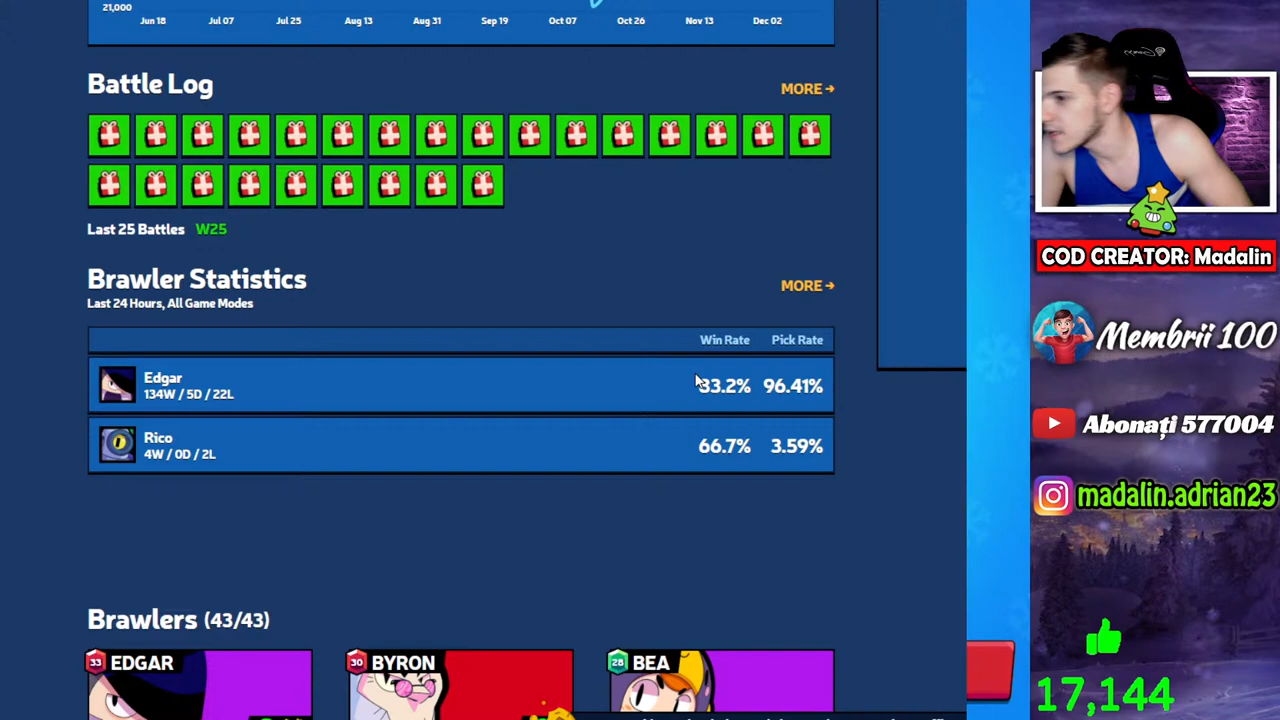 21,000
Jun 18 Jul 07 Jul 25 Aug 13 Aug 31 Sep 19 Oct 07 Oct 26 Nov 13 Dec 02
Battle Log
MORE →
Last 25 Battles W25
Brawler Statistics
MORE →
Last 24 Hours, All Game Modes
Win Rate Pick Rate
Edgar
134W / 5D / 22L
83.2% 96.41%
Rico
4W / 0D / 2L
66.7% 3.59%
Brawlers (43/43)
33 EDGAR
30 BYRON
28 BEA
COD CREATOR: Madalin
Membrii 100
Abonați 577004
madalin.adrian23
17,144